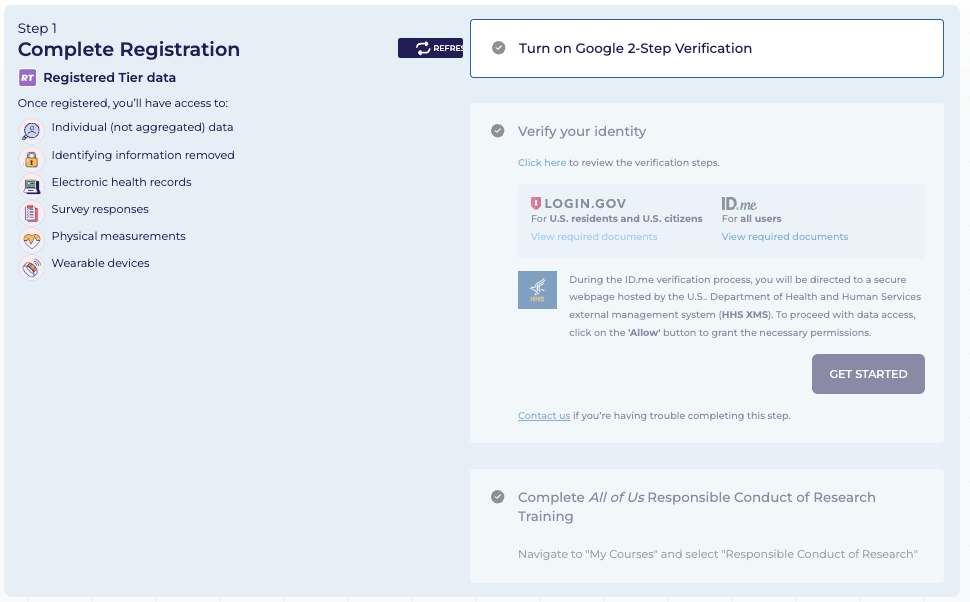 Step 1
Complete Registration
REFRES
RT Registered Tier data
Once registered, you'll have access to:
Individual (not aggregated) data
Identifying information removed
Electronic health records
Survey responses
Physical measurements
Wearable devices
Turn on Google 2-Step Verification
Verify your identity
Click here to review the verification steps.
LOGIN.GOV
For U.S. residents and U.S. citizens
View required documents
ID.me
For all users
View required documents
HHS
During the ID.me verification process, you will be directed to a secure
webpage hosted by the U.S.. Department of Health and Human Services
external management system (HHS XMS). To proceed with data access,
click on the 'Allow' button to grant the necessary permissions.
GET STARTED
Contact us if you're having trouble completing this step.
Complete All of Us Responsible Conduct of Research
Training
Navigate to "My Courses" and select "Responsible Conduct of Research"